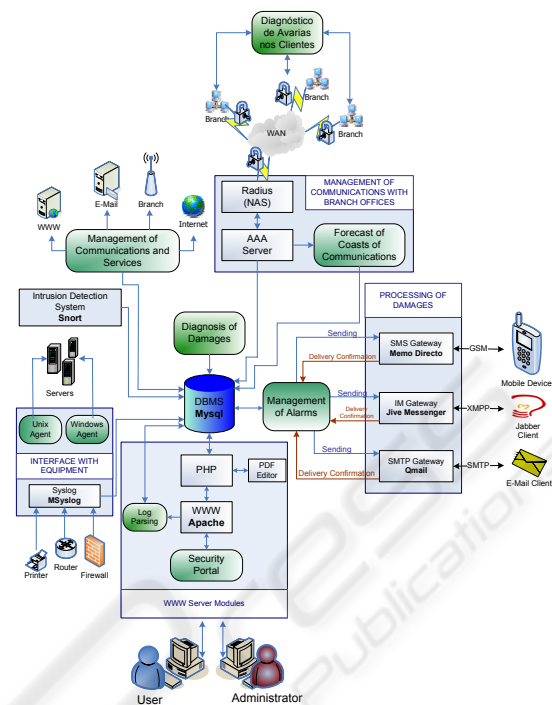 Diagnóstico
de Avarias
nos Clientes
Branch
Branch
Branch
WAN
E-Mail
Branch
WWW
Internet
Management of
Communications and
Services
Radius
(NAS)
MANAGEMENT OF
COMMUNICATIONS WITH
BRANCH OFFICES
AAA
Server
Forecast of
Coasts of
Communications
Intrusion Detection
System
Snort
Diagnosis of
Damages
PROCESSING OF
DAMAGES
Sending
SMS Gateway
Memo Directo
GSM
Delivery Confirmation
Mobile Device
Servers
DBMS
Mysql
Management
of Alarms
Sending
IM Gateway
Jive Messenger
XMPP
Delivery
Confirmation
Jabber
Client
Sending
SMTP Gateway
Qmail
SMTP
Delivery Confirmation
E-Mail Client
Unix
Agent
Windows
Agent
INTERFACE WITH
EQUIPMENT
Syslog
MSyslog
Printer
Router
Firewall
PHP
PDF
Editor
Log
Parsing
WWW
Apache
Security
Portal
WWW Server Modules
User
Administrator
Publication